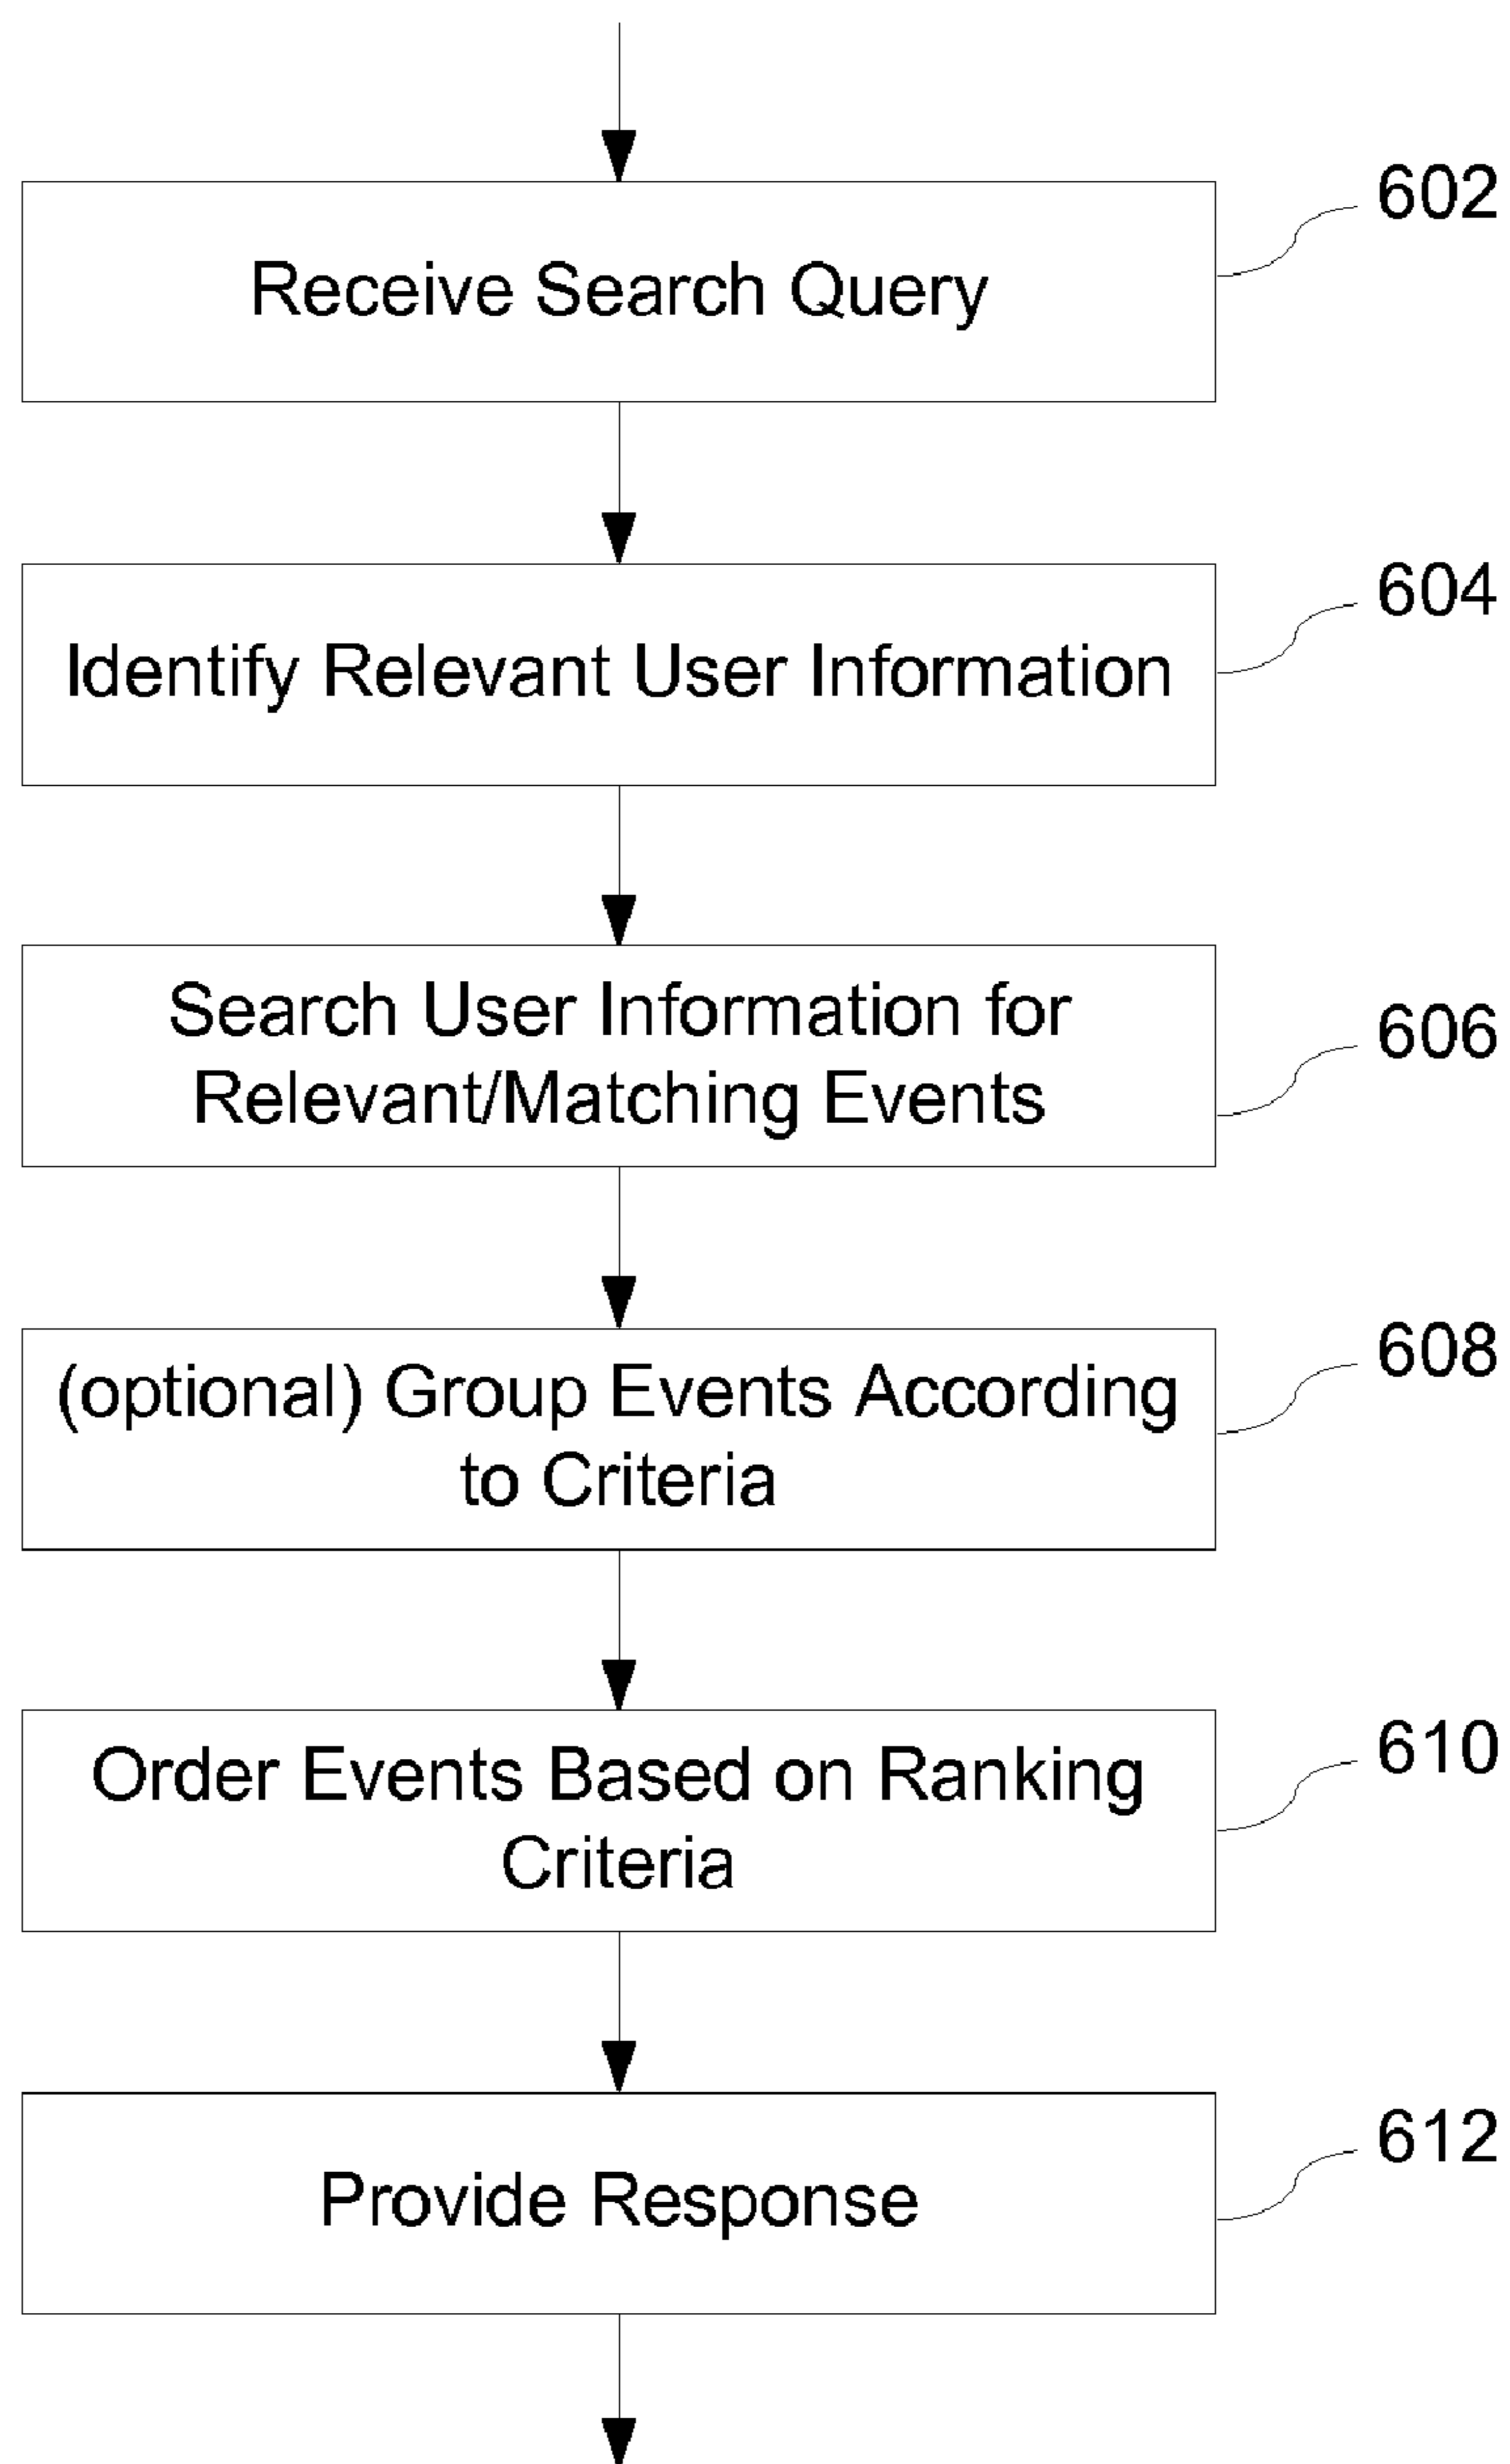 602
Receive Search Query
604
Identify Relevant User Information
Search User Information for
606
Relevant/Matching Events
608
(optional) Group Events According
to Criteria
610
Order Events Based on Ranking
Criteria
612
Provide Response